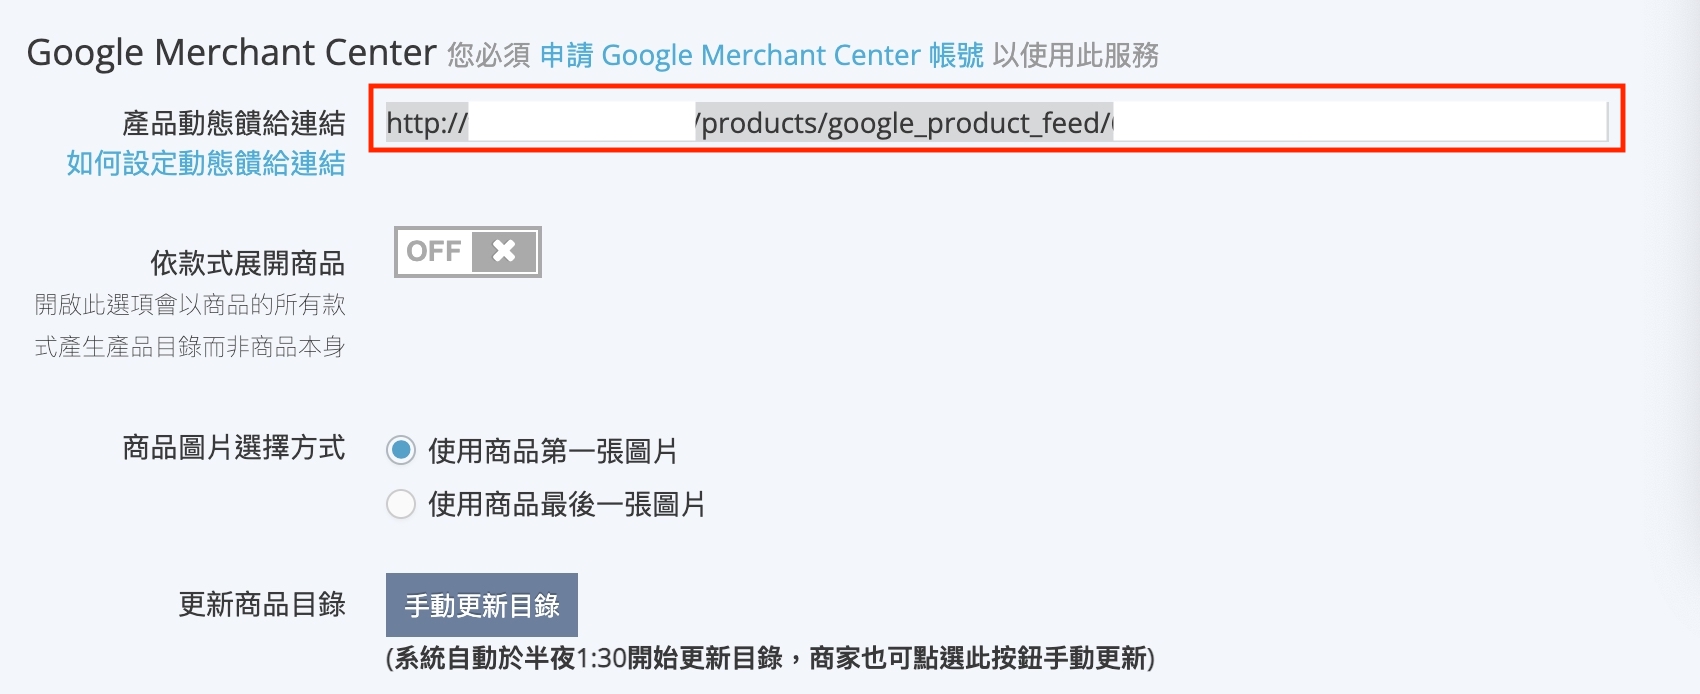 Google Merchant Center 您必須 申請 Google Merchant Center 帳號 以使用此服務
產品動態饋給連結 http:// /products/google_product_feed/
如何設定動態饋給連結
依款式展開商品 OFF
開啟此選項會以商品的所有款
式產生產品目錄而非商品本身
商品圖片選擇方式 使用商品第一張圖片
使用商品最後一張圖片
更新商品目錄 手動更新目錄
(系統自動於半夜1:30開始更新目錄，商家也可點選此按鈕手動更新)